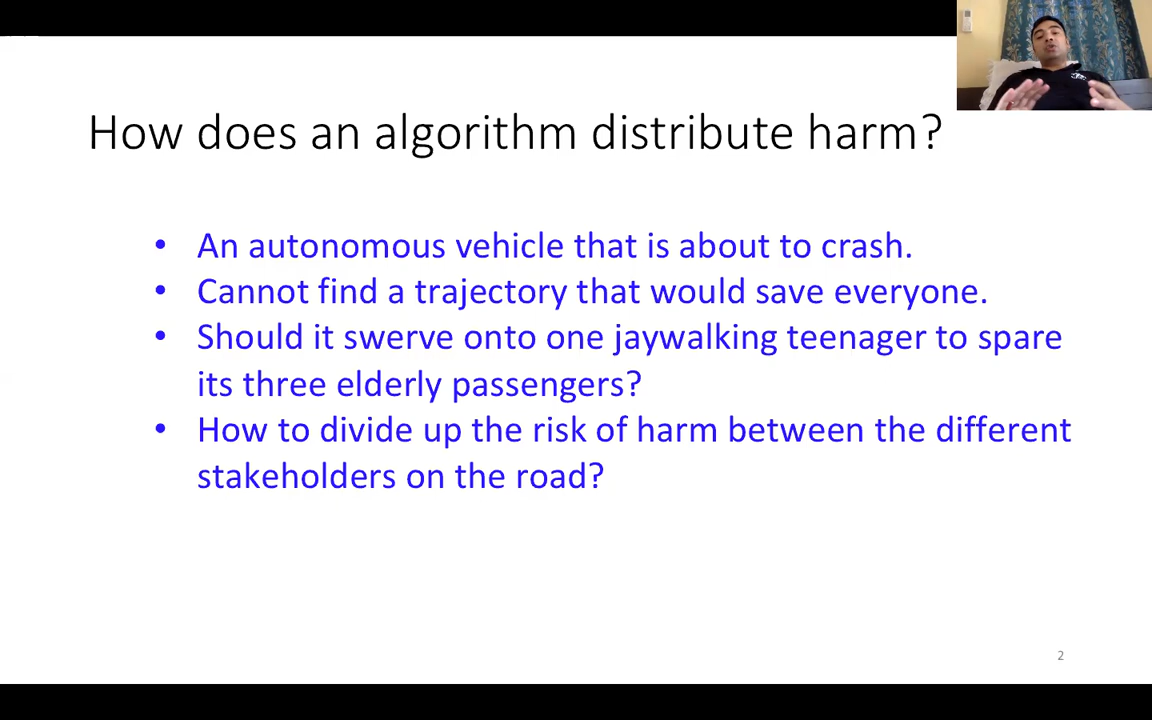 How does an algorithm distribute harm?
• An autonomous vehicle that is about to crash.
• Cannot find a trajectory that would save everyone.
• Should it swerve onto one jaywalking teenager to spare
its three elderly passengers?
• How to divide up the risk of harm between the different
stakeholders on the road?
2